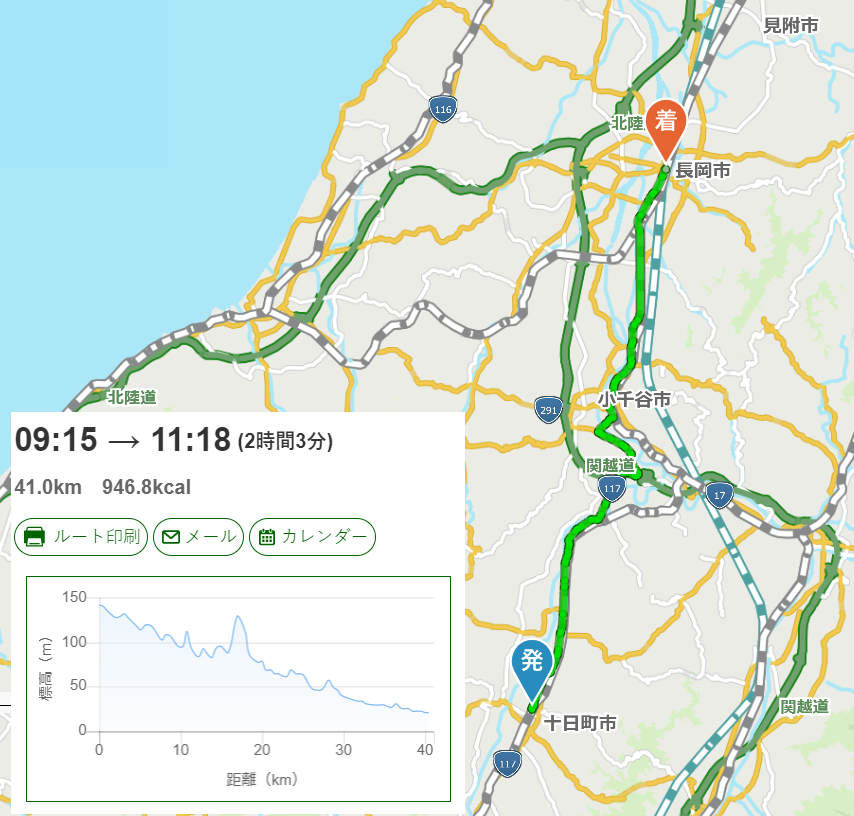 見附市
116
北陸
着
長岡市
北陸道
291
小千谷市
関越道
117
17
09:15 → 11:18 (2時間3分)
41.0km 946.8kcal
ルート印刷 メール カレンダー
150
100
50
0
標高（m）
0 10 20 30 40
距離（km）
発
十日町市
関越道
117